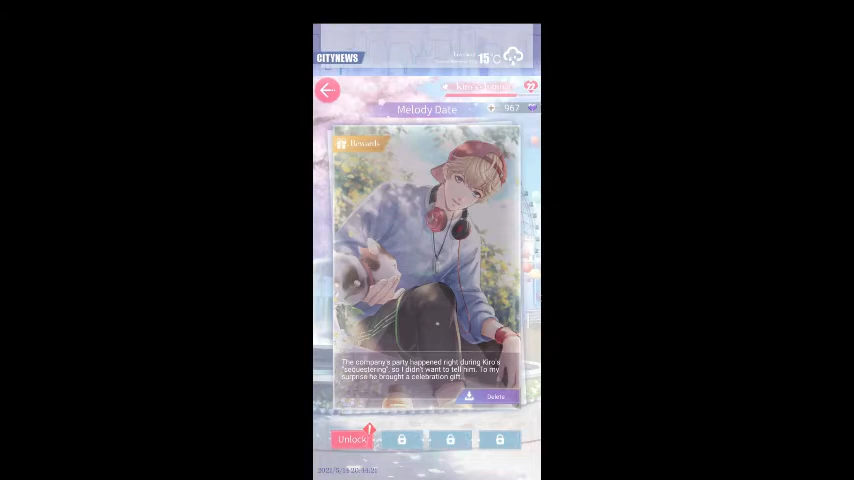 CITYNEWS
15°C
Melody Date
967
Rewards
The company's party happened right during Kiro's
"sequestering", so I didn't want to tell him. To my
surprise he brought a celebration gift...
Delete
Unlock